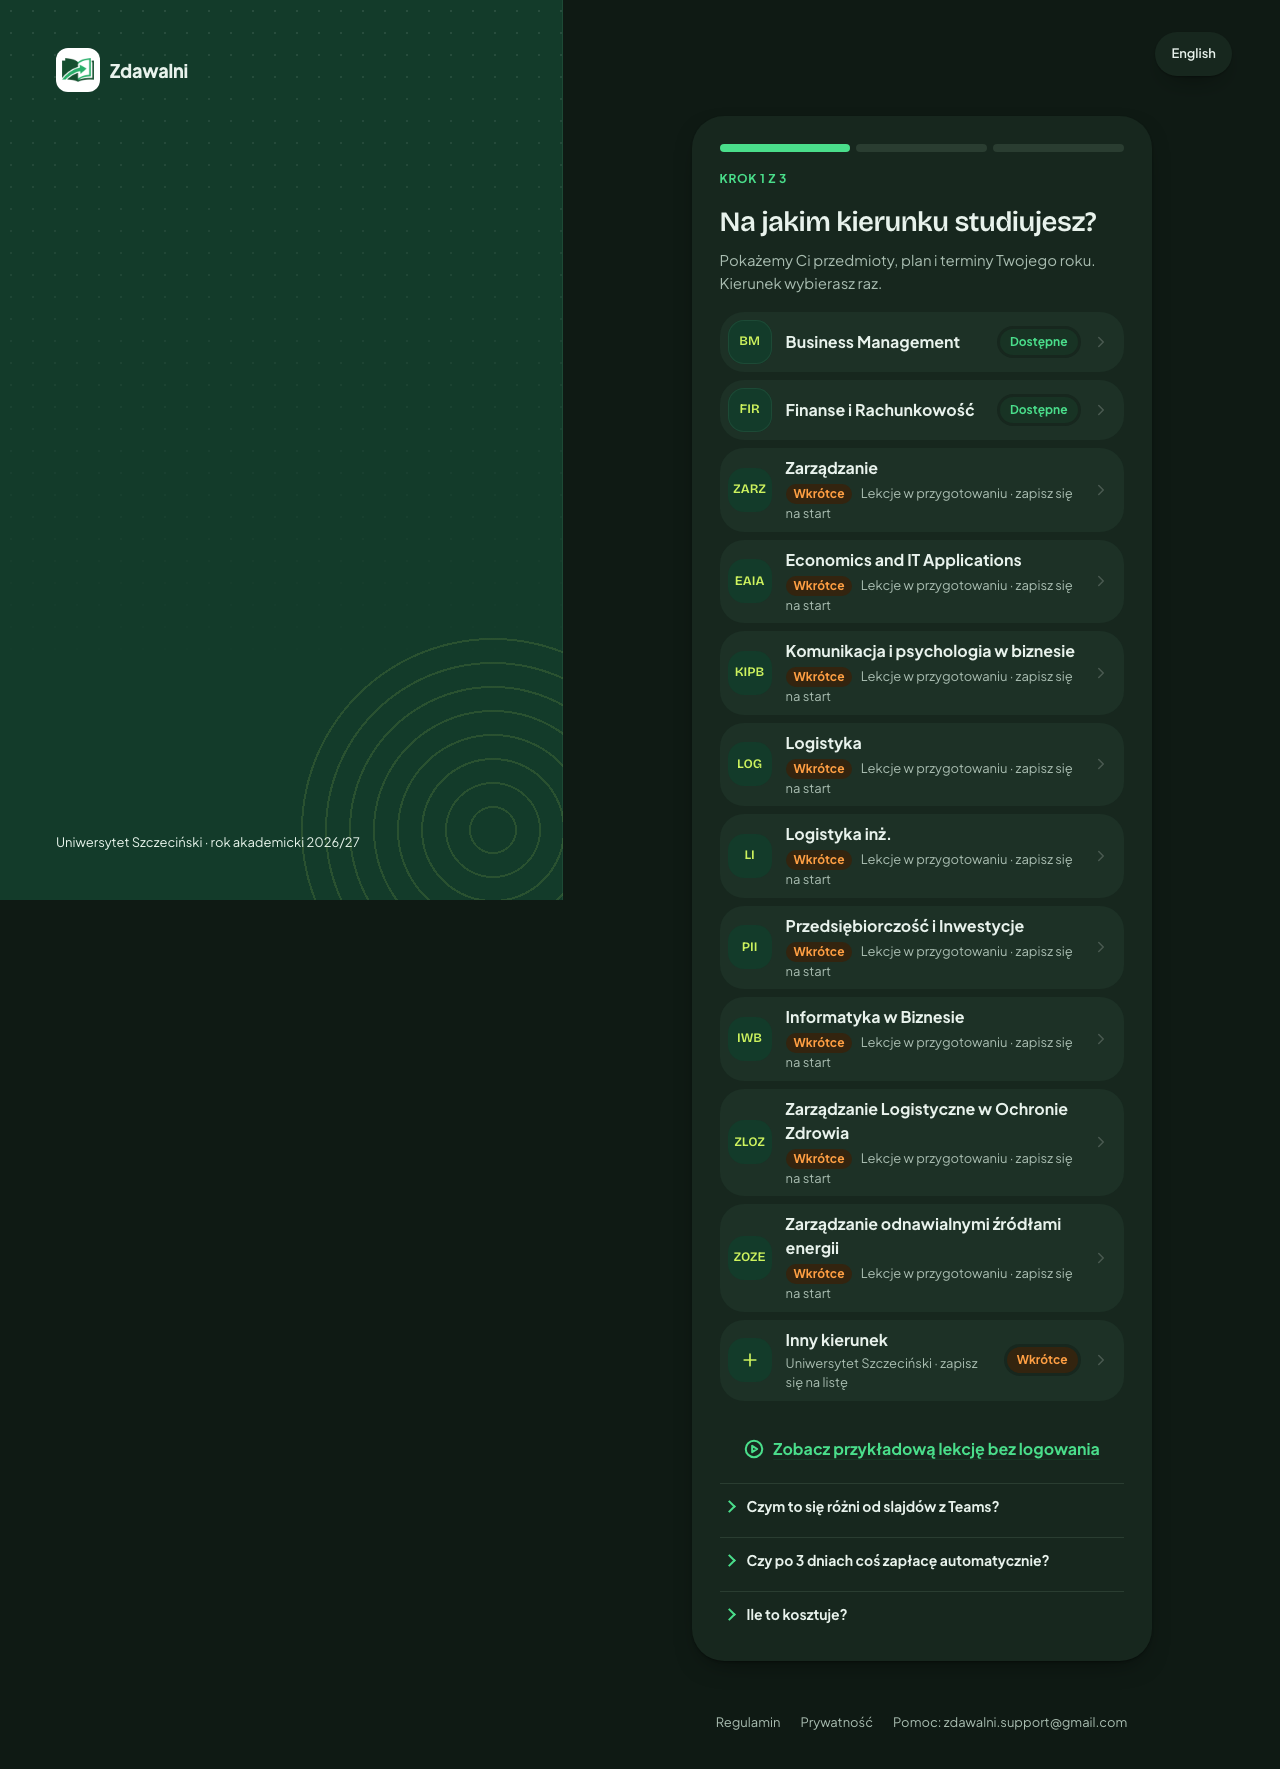 Zdawalni
English
KROK 1 Z 3
Na jakim kierunku studiujesz?
Pokażemy Ci przedmioty, plan i terminy Twojego roku.
Kierunek wybierasz raz.
BM
Business Management
Dostępne
FIR
Finanse i Rachunkowość
Dostępne
ZARZ
Zarządzanie
Wkrótce Lekcje w przygotowaniu · zapisz się
na start
EAIA
Economics and IT Applications
Wkrótce Lekcje w przygotowaniu · zapisz się
na start
KIPB
Komunikacja i psychologia w biznesie
Wkrótce Lekcje w przygotowaniu · zapisz się
na start
LOG
Logistyka
Wkrótce Lekcje w przygotowaniu · zapisz się
na start
LI
Logistyka inż.
Wkrótce Lekcje w przygotowaniu · zapisz się
na start
PII
Przedsiębiorczość i Inwestycje
Wkrótce Lekcje w przygotowaniu · zapisz się
na start
IWB
Informatyka w Biznesie
Wkrótce Lekcje w przygotowaniu · zapisz się
na start
ZLOZ
Zarządzanie Logistyczne w Ochronie
Zdrowia
Wkrótce Lekcje w przygotowaniu · zapisz się
na start
ZOZE
Zarządzanie odnawialnymi źródłami
energii
Wkrótce Lekcje w przygotowaniu · zapisz się
na start
Inny kierunek
Uniwersytet Szczeciński · zapisz
się na listę
Wkrótce
Zobacz przykładową lekcję bez logowania
Czym to się różni od slajdów z Teams?
Czy po 3 dniach coś zapłacę automatycznie?
Ile to kosztuje?
Uniwersytet Szczeciński · rok akademicki 2026/27
Regulamin Prywatność Pomoc: zdawalni.support@gmail.com